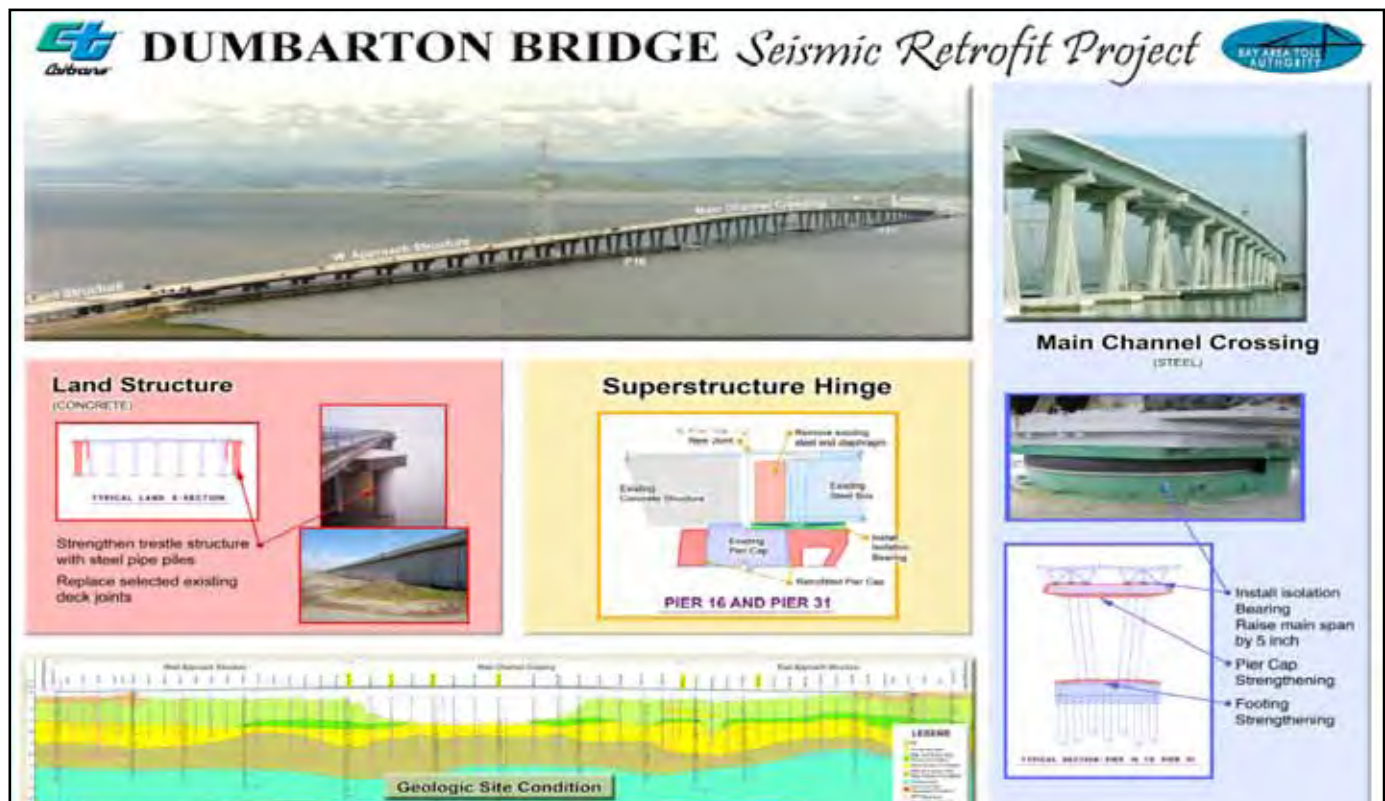 Caltrans
DUMBARTON BRIDGE Seismic Retrofit Project
BAY AREA TOLL
AUTHORITY
Land Structure
W. Approach Structure
Main Channel Crossing
P16
P31
Land Structure
(CONCRETE)
TYPICAL LAND X-SECTION
Strengthen trestle structure
with steel pipe piles
Replace selected existing
deck joints
Superstructure Hinge
New Joint
Remove existing
steel end diaphragm
Existing
Concrete Structure
Existing
Steel Box
Existing
Pier Cap
Install
Isolation
Bearing
Retrofitted Pier Cap
PIER 16 AND PIER 31
Main Channel Crossing
(STEEL)
Install isolation
Bearing
Raise main span
by 5 inch
Pier Cap
Strengthening
Footing
Strengthening
TYPICAL SECTION: PIER 16 TO PIER 31
West Approach Structure
Main Channel Crossing
East Approach Structure
LEGEND
Geologic Site Condition